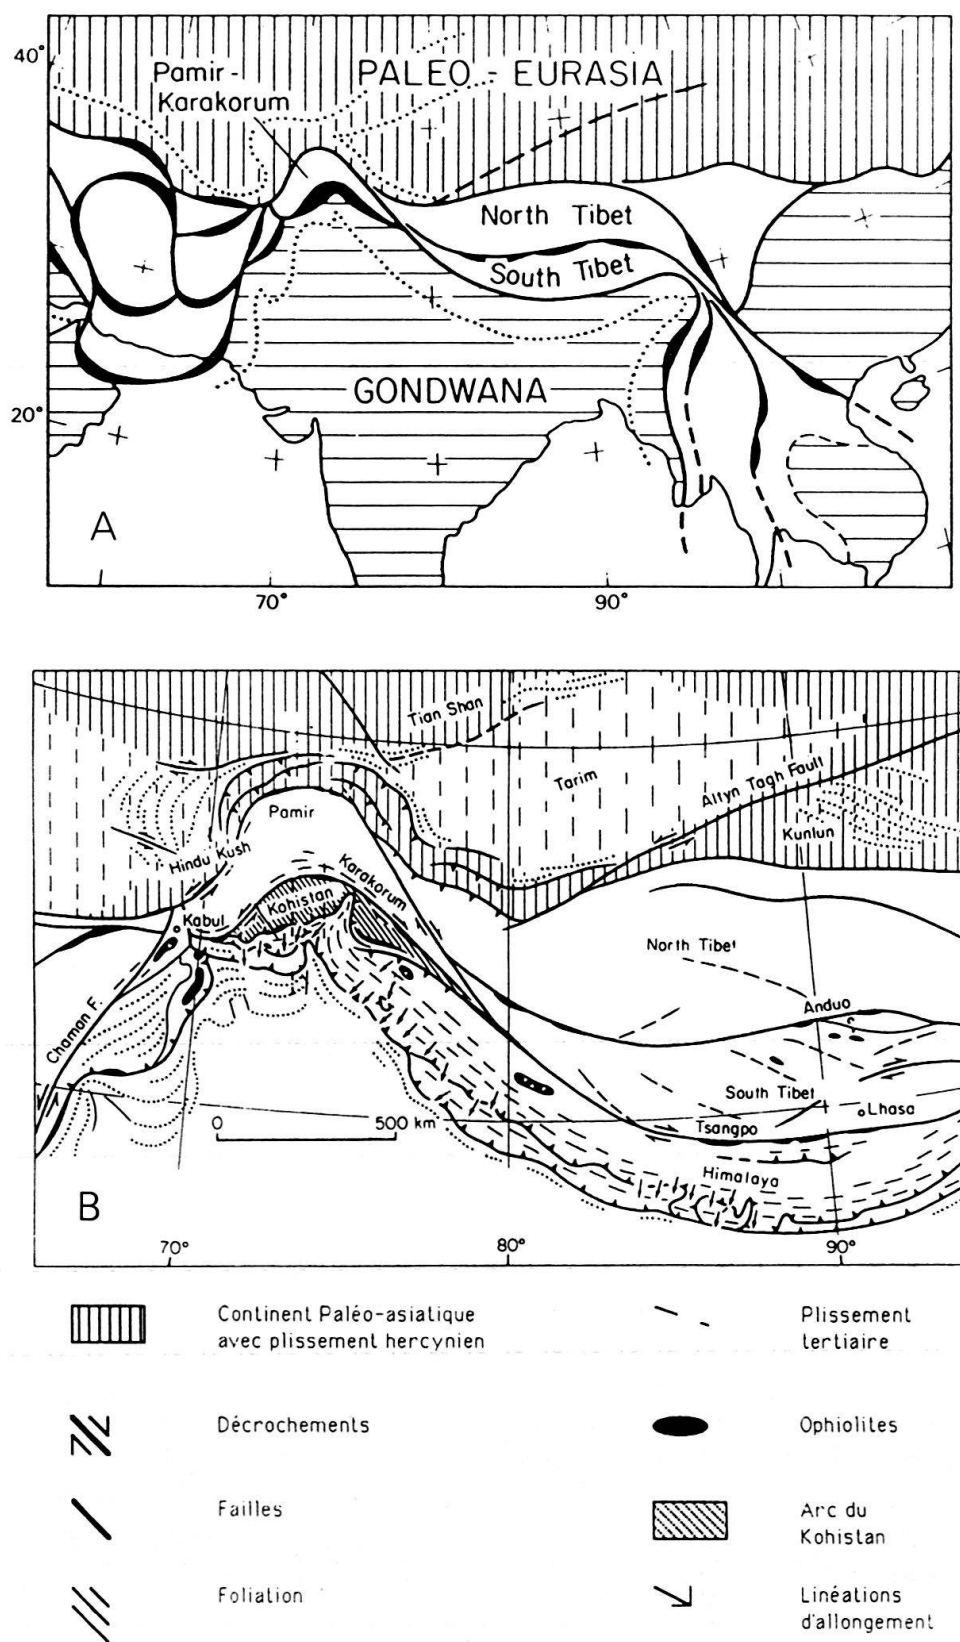 40°
Pamir-
Karakorum
PALEO - EURASIA
North Tibet
South Tibet
GONDWANA
20°
A
70°
90°
Tian Shan
Tarim
Altyn Tagh Fault
Kunlun
Pamir
Hindu Kush
Karakorum
Kohistan
Kabul
North Tibet
Anduo
Chaman F.
South Tibet
Lhasa
0 500 km
Tsangpo
Himalaya
B
70°
80°
90°
Continent Paléo-asiatique
avec plissement hercynien
Plissement
tertiaire
Décrochements
Ophiolites
Failles
Arc du
Kohistan
Foliation
Linéations
d'allongement